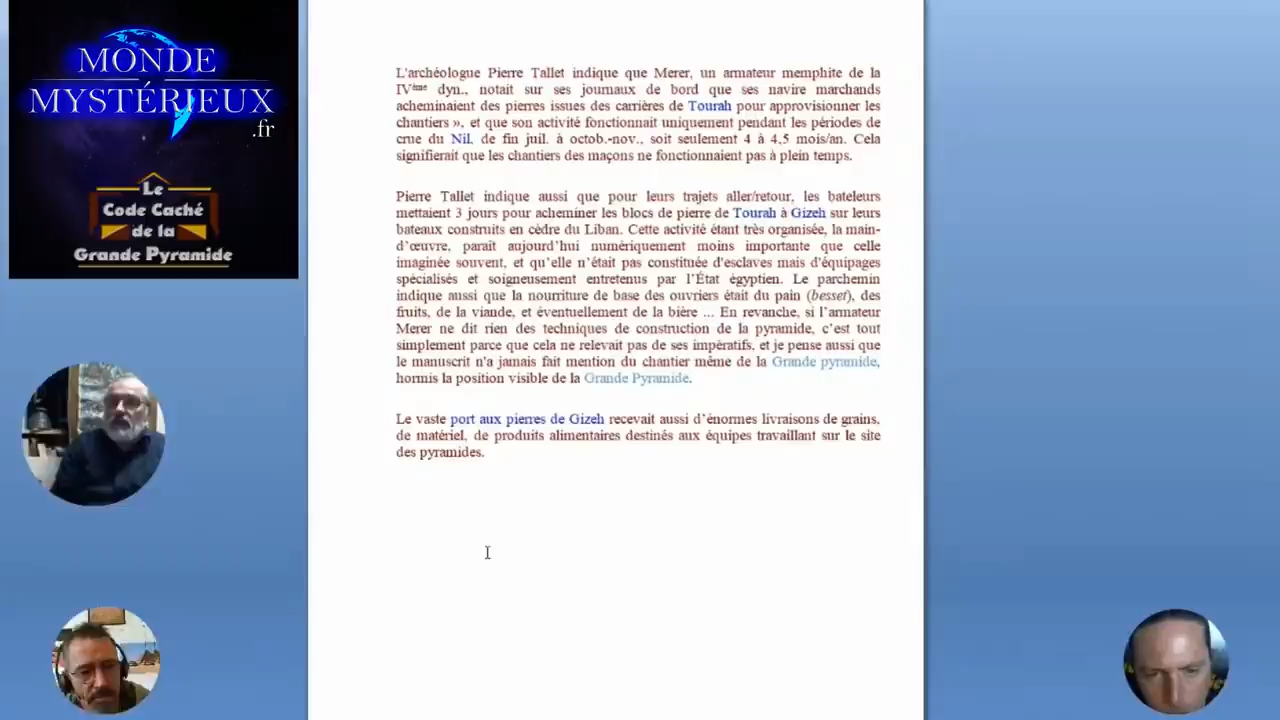 MONDE
MYSTÉRIEUX
.fr
Le
Code Caché
de la
Grande Pyramide
L'archéologue Pierre Tallet indique que Merer, un armateur memphite de la
IVème dyn., notait sur ses journaux de bord que ses navire marchands
acheminaient des pierres issues des carrières de Tourah pour approvisionner les
chantiers », et que son activité fonctionnait uniquement pendant les périodes de
crue du Nil, de fin juil. à octob.-nov., soit seulement 4 à 4,5 mois/an. Cela
signifierait que les chantiers des maçons ne fonctionnaient pas à plein temps.
Pierre Tallet indique aussi que pour leurs trajets aller/retour, les bateleurs
mettaient 3 jours pour acheminer les blocs de pierre de Tourah à Gizeh sur leurs
bateaux construits en cèdre du Liban. Cette activité étant très organisée, la main-
d'œuvre, paraît aujourd'hui numériquement moins importante que celle
imaginée souvent, et qu'elle n'était pas constituée d'esclaves mais d'équipages
spécialisés et soigneusement entretenus par l'État égyptien. Le parchemin
indique aussi que la nourriture de base des ouvriers était du pain (besset), des
fruits, de la viande, et éventuellement de la bière ... En revanche, si l'armateur
Merer ne dit rien des techniques de construction de la pyramide, c'est tout
simplement parce que cela ne relevait pas de ses impératifs, et je pense aussi que
le manuscrit n'a jamais fait mention du chantier même de la Grande pyramide,
hormis la position visible de la Grande Pyramide.
Le vaste port aux pierres de Gizeh recevait aussi d'énormes livraisons de grains,
de matériel, de produits alimentaires destinés aux équipes travaillant sur le site
des pyramides.